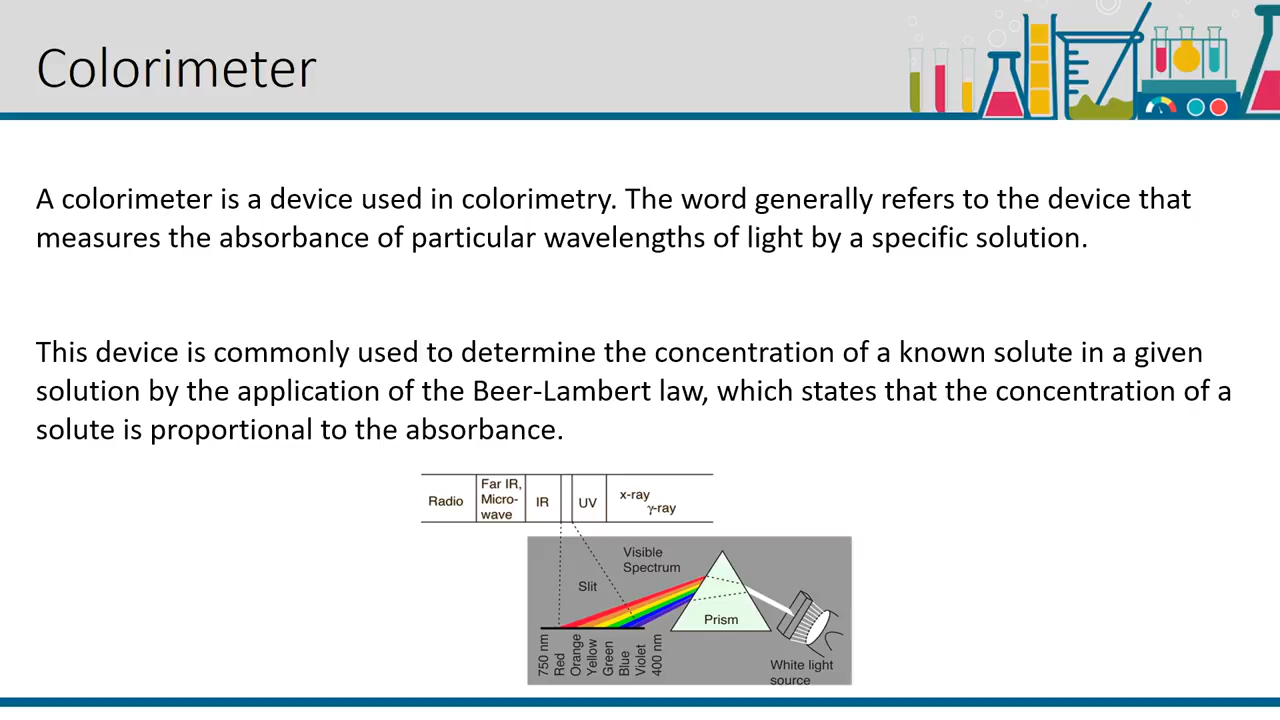 Colorimeter
A colorimeter is a device used in colorimetry. The word generally refers to the device that
measures the absorbance of particular wavelengths of light by a specific solution.
This device is commonly used to determine the concentration of a known solute in a given
solution by the application of the Beer-Lambert law, which states that the concentration of a
solute is proportional to the absorbance.
Radio
Far IR,
Micro-
wave
IR
UV
x-ray
γ-ray
Visible
Spectrum
Slit
Prism
750 nm
Red
Orange
Yellow
Green
Blue
Violet
400 nm
White light
source